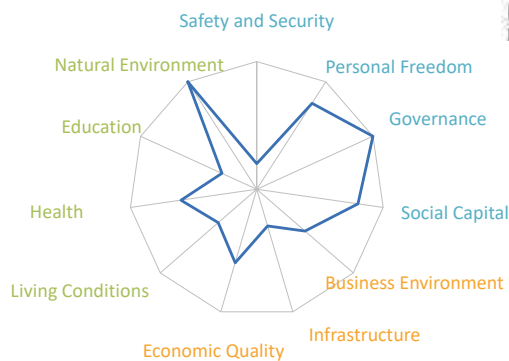 Safety and Security
Natural Environment
Personal Freedom
Education
Governance
Health
Social Capital
Living Conditions
Business Environment
Infrastructure
Economic Quality